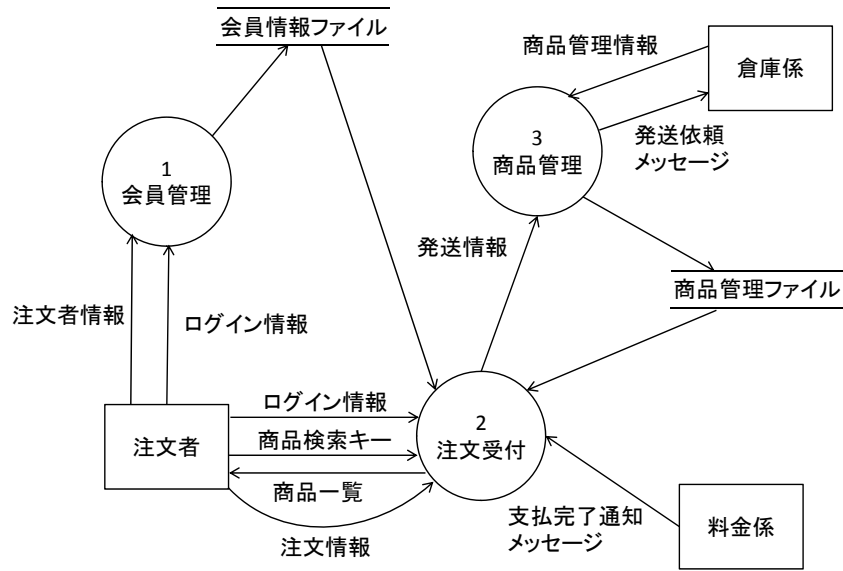 会員情報ファイル
商品管理情報
倉庫係
1
会員管理
3
商品管理
発送依頼
メッセージ
発送情報
商品管理ファイル
注文者情報
ログイン情報
注文者
ログイン情報
商品検索キー
商品一覧
注文情報
2
注文受付
支払完了通知
メッセージ
料金係